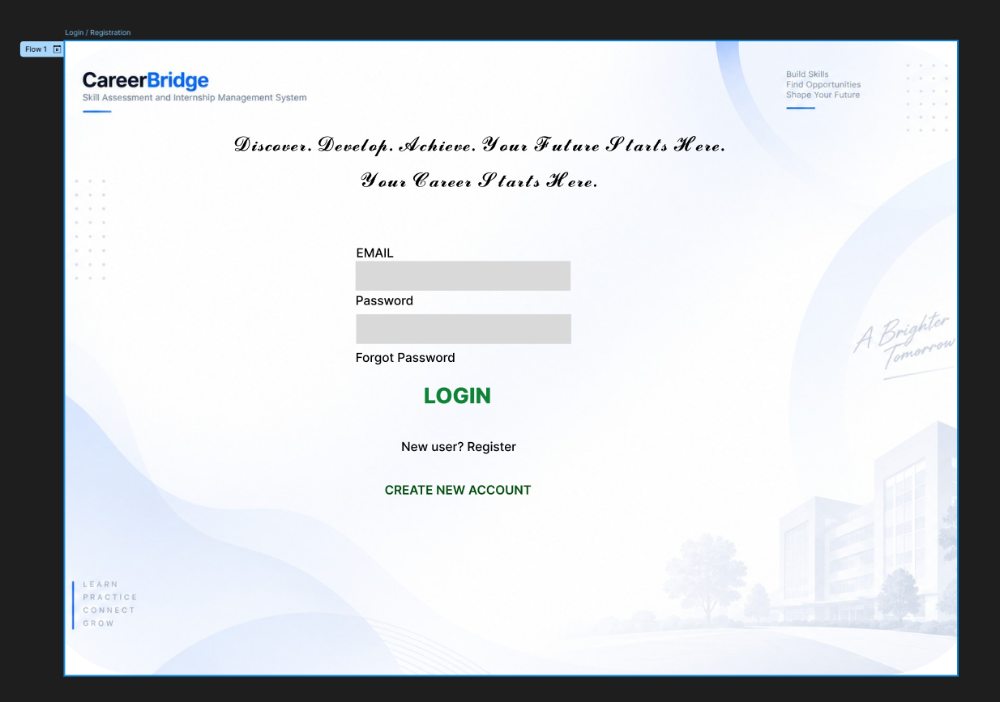 Login / Registration
Flow 1
CareerBridge
Skill Assessment and Internship Management System
Build Skills
Find Opportunities
Shape Your Future
Discover. Develop. Achieve. Your Future Starts Here.
Your Career Starts Here.
EMAIL
Password
Forgot Password
LOGIN
New user? Register
CREATE NEW ACCOUNT
A Brighter
Tomorrow
LEARN
PRACTICE
CONNECT
GROW